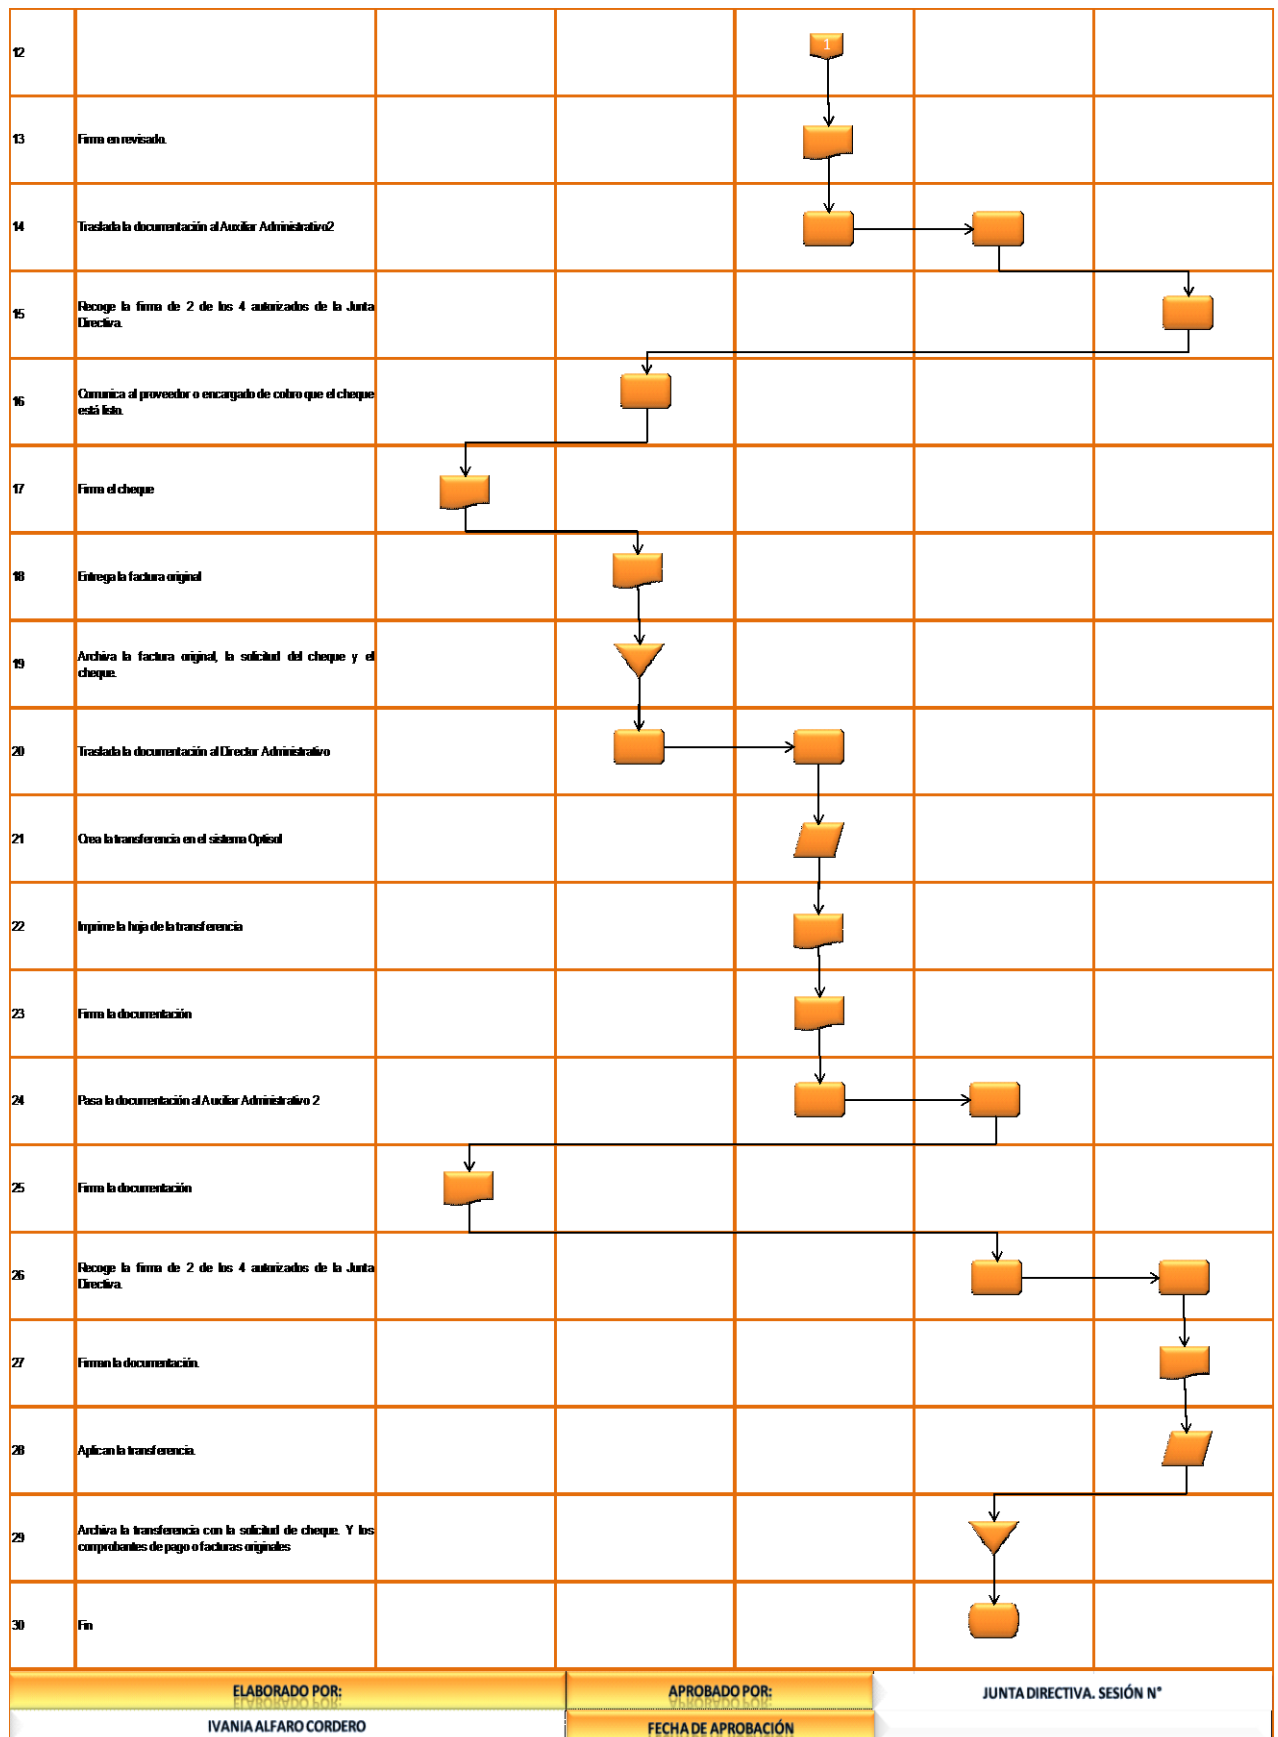 12
1
13
Firma en revisado.
14
Traslada la documentación al Auxiliar Administrativo2
15
Recoge la firma de 2 de los 4 autorizados de la Junta
Directiva.
16
Comunica al proveedor o encargado de cobro que el cheque
está listo.
17
Firma el cheque
18
Entrega la factura original
19
Archiva la factura original, la solicitud del cheque y el
cheque.
20
Traslada la documentación al Director Administrativo
21
Crea la transferencia en el sistema Optisol
22
Imprime la hoja de la transferencia
23
Firma la documentación
24
Pasa la documentación al Auxiliar Administrativo 2
25
Firma la documentación
26
Recoge la firma de 2 de los 4 autorizados de la Junta
Directiva.
27
Firman la documentación.
28
Aplican la transferencia.
29
Archiva la transferencia con la solicitud de cheque. Y los
comprobantes de pago o facturas originales
30
Fin
ELABORADO POR:
APROBADO POR:
JUNTA DIRECTIVA. SESIÓN N°
IVANIA ALFARO CORDERO
FECHA DE APROBACIÓN